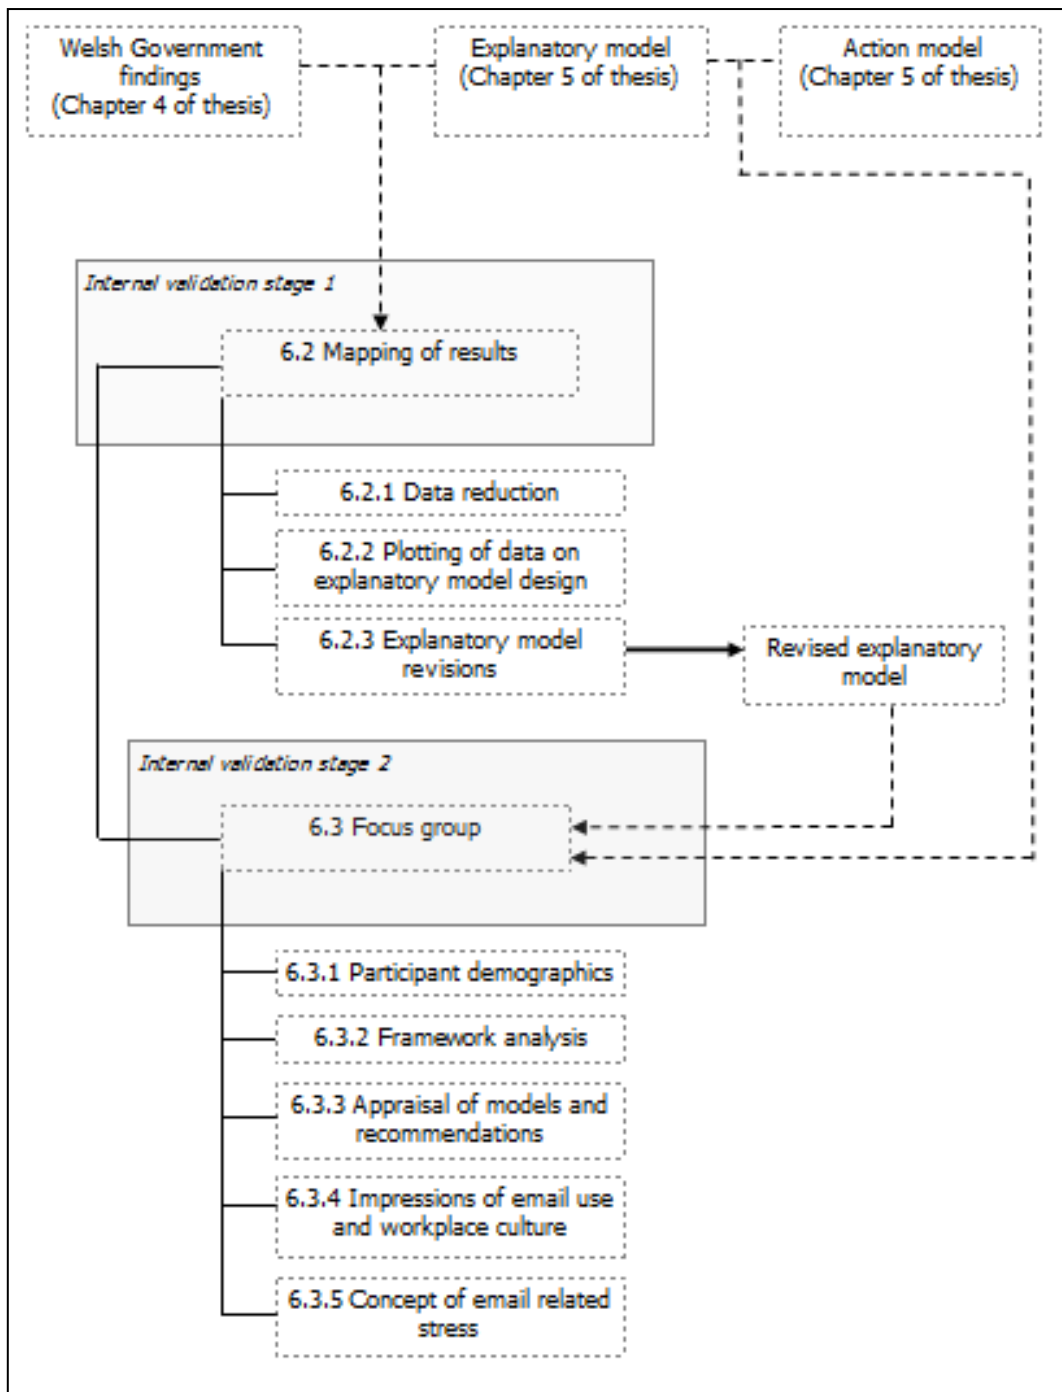 Welsh Government
findings
(Chapter 4 of thesis)
Explanatory model
(Chapter 5 of thesis)
Action model
(Chapter 5 of thesis)
Internal validation stage 1
6.2 Mapping of results
6.2.1 Data reduction
6.2.2 Plotting of data on
explanatory model design
6.2.3 Explanatory model
revisions
Revised explanatory
model
Internal validation stage 2
6.3 Focus group
6.3.1 Participant demographics
6.3.2 Framework analysis
6.3.3 Appraisal of models and
recommendations
6.3.4 Impressions of email use
and workplace culture
6.3.5 Concept of email related
stress